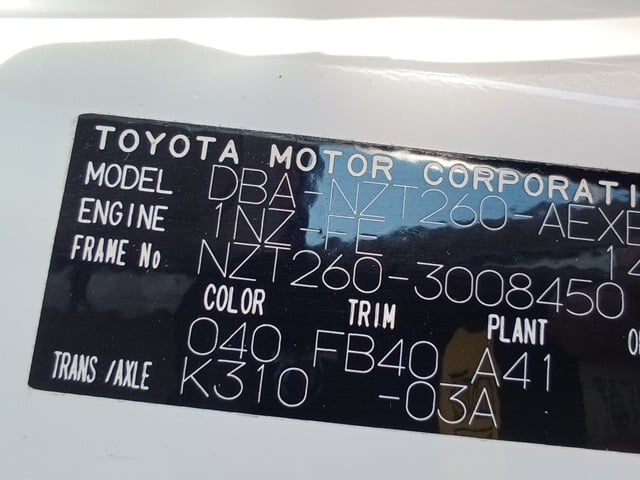 TOYOTA MOTOR CORPORATI
MODEL DBA-NZT260-AEXE
ENGINE 1NZ-FE 14
FRAME No NZT260-3008450
COLOR TRIM PLANT
040 FB40 A41
TRANS/AXLE K310 -03A